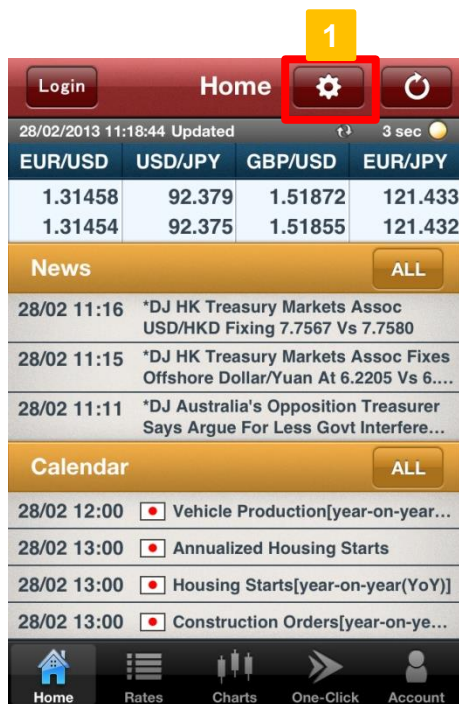 1
Login Home
28/02/2013 11:18:44 Updated 3 sec
EUR/USD USD/JPY GBP/USD EUR/JPY
1.31458 92.379 1.51872 121.433
1.31454 92.375 1.51855 121.432
News ALL
28/02 11:16 *DJ HK Treasury Markets Assoc
USD/HKD Fixing 7.7567 Vs 7.7580
28/02 11:15 *DJ HK Treasury Markets Assoc Fixes
Offshore Dollar/Yuan At 6.2205 Vs 6....
28/02 11:11 *DJ Australia's Opposition Treasurer
Says Argue For Less Govt Interfere...
Calendar ALL
28/02 12:00 Vehicle Production[year-on-year...
28/02 13:00 Annualized Housing Starts
28/02 13:00 Housing Starts[year-on-year(YoY)]
28/02 13:00 Construction Orders[year-on-ye...
Home Rates Charts One-Click Account